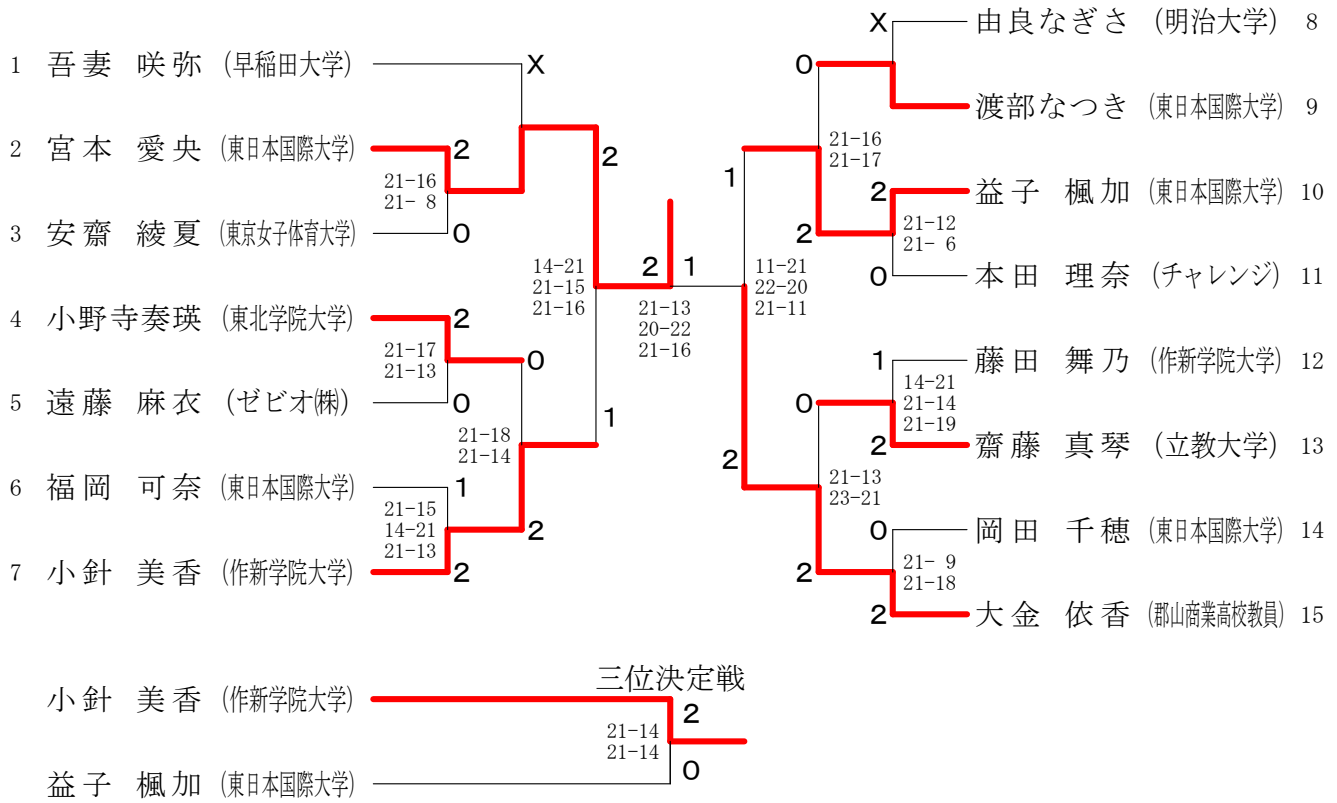 1 吾妻 咲弥 (早稲田大学)
X
2 宮本 愛央 (東日本国際大学)
2
21-16
21- 8
3 安齋 綾夏 (東京女子体育大学)
0
2
4 小野寺奏瑛 (東北学院大学)
2
21-17
21-13
0
5 遠藤 麻衣 (ゼビオ㈱)
0
14-21
21-15
21-16
1
21-18
21-14
6 福岡 可奈 (東日本国際大学)
1
21-15
14-21
21-13
2
7 小針 美香 (作新学院大学)
2
2
1
21-13
20-22
21-16
X
由良なぎさ (明治大学) 8
0
渡部なつき (東日本国際大学) 9
21-16
21-17
1
2
益子 楓加 (東日本国際大学) 10
21-12
21- 6
2
0
本田 理奈 (チャレンジ) 11
11-21
22-20
21-11
1
藤田 舞乃 (作新学院大学) 12
14-21
21-14
21-19
0
2
齋藤 真琴 (立教大学) 13
2
21-13
23-21
0
岡田 千穂 (東日本国際大学) 14
21- 9
21-18
2
2
大金 依香 (郡山商業高校教員) 15
三位決定戦
小針 美香 (作新学院大学)
2
21-14
21-14
0
益子 楓加 (東日本国際大学)